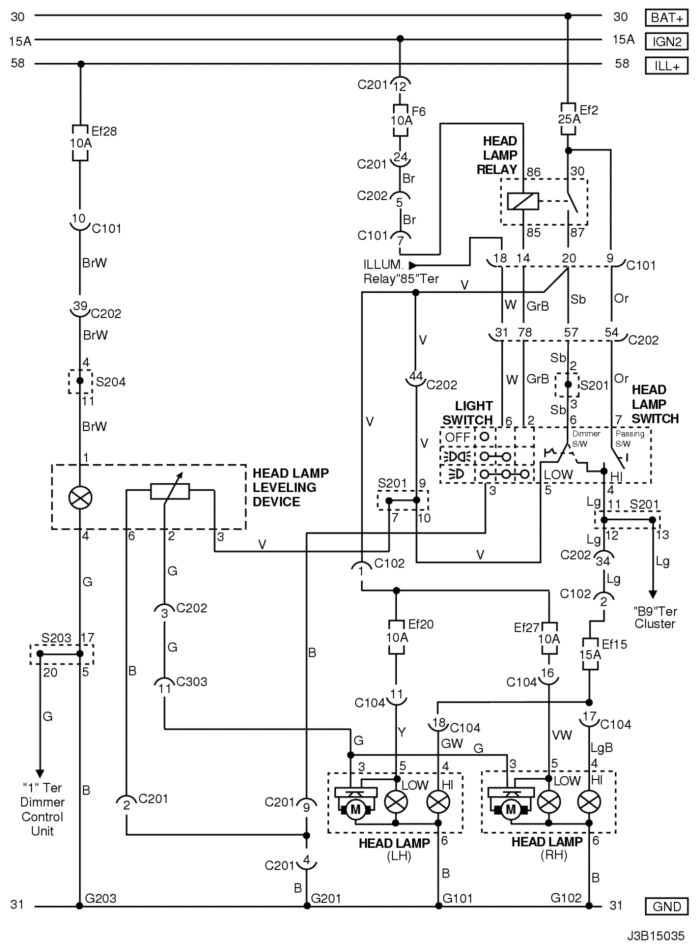 30 30 BAT+
15A 15A IGN2
58 58 ILL+
C201 12
Ef2
25A
F6
10A
Ef28
10A
HEAD
LAMP
RELAY
86 30
C201 24
Br
C202 5
Br
C101 7
85 87
10
C101
ILLUM.
Relay"85"Ter
18 14 20 9
C101
BrW
V
W GrB Sb Or
39
C202
V
31 78 57 54
C202
BrW
4
S204
11
44
C202
W GrB
Sb 2
S201
Sb 3
Or
HEAD
LAMP
SWITCH
LIGHT
SWITCH
BrW
V V
6 2 6 7
OFF
Dimmer
S/W
Passing
S/W
LOW HI
1
HEAD LAMP
LEVELING
DEVICE
S201 9
7 10
3 5 4
Lg 11 S201
12 13
4 6 2 3
V
V
Lg
C202 34
Lg
G G
C102
1
Lg
C102 2
"B9"Ter
Cluster
3 C202
Ef20
10A
Ef27
10A
Ef15
15A
S203 17
20 5
G
B
B
11 C303
11
C104
16
C104
G
18
C104
17
C104
G
Y
GW
G
VW
LgB
"1" Ter
Dimmer
Control
Unit
3 5 4 3 5 4
LOW HI LOW HI
M M
B
C201
2
C201 9
HEAD LAMP
(LH)
6
HEAD LAMP
(RH)
6
C201 4
B
B B
31 G203 G201 G101 G102 31 GND
J3B15035